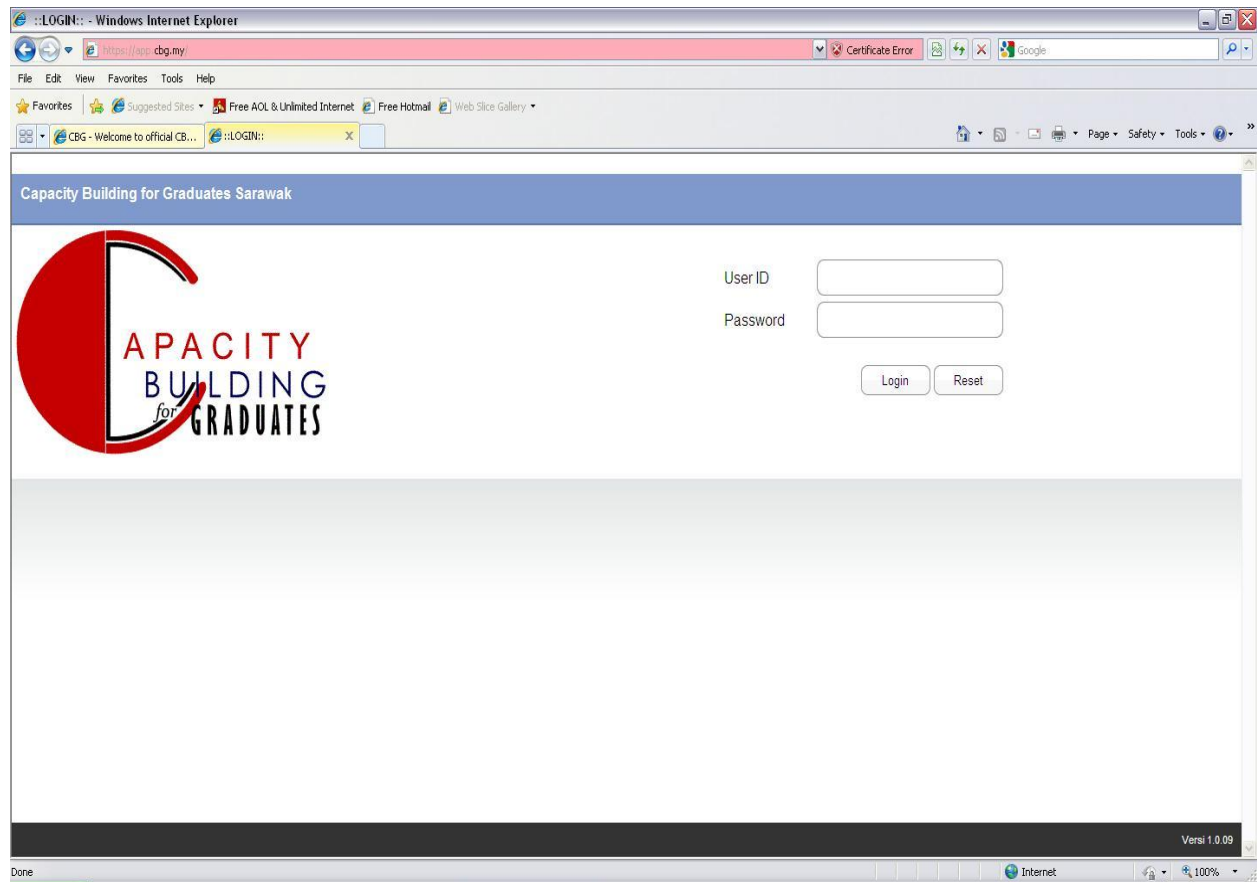 ::LOGIN:: - Windows Internet Explorer
https://app.cbg.my/
Certificate Error
Google
File Edit View Favorites Tools Help
Favorites Suggested Sites Free AOL & Unlimited Internet Free Hotmail Web Slice Gallery
CBG - Welcome to official CB... ::LOGIN:: X
Page Safety Tools »
Capacity Building for Graduates Sarawak
CAPACITY
BUILDING
for GRADUATES
User ID
Password
Login Reset
Versi 1.0.09
Done Internet 100%